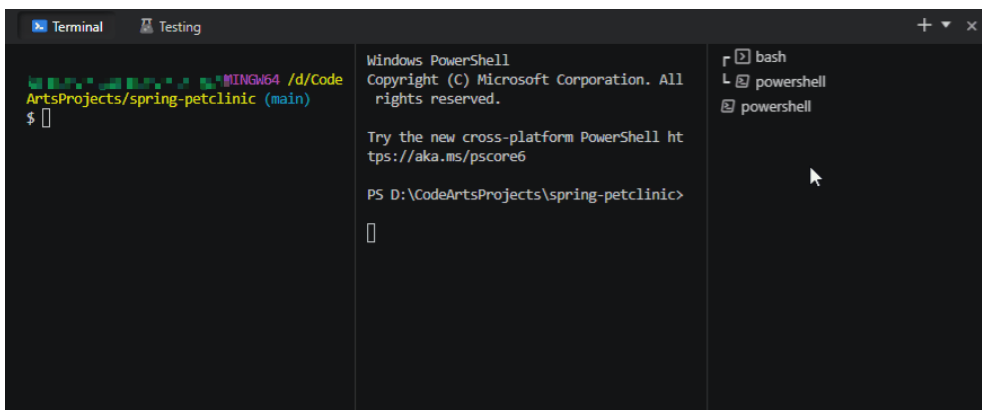 Terminal
Testing
MINGW64 /d/Code
ArtsProjects/spring-petclinic (main)
$
Windows PowerShell
Copyright (C) Microsoft Corporation. All
rights reserved.
Try the new cross-platform PowerShell ht
tps://aka.ms/pscore6
PS D:\CodeArtsProjects\spring-petclinic>
bash
powershell
powershell